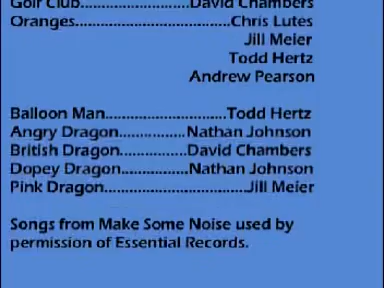 Golf Club..........................David Chambers
Oranges.....................................Chris Lutes
Jill Meier
Todd Hertz
Andrew Pearson
Balloon Man.............................Todd Hertz
Angry Dragon................Nathan Johnson
British Dragon................David Chambers
Dopey Dragon................Nathan Johnson
Pink Dragon..................................Jill Meier
Songs from Make Some Noise used by
permission of Essential Records.